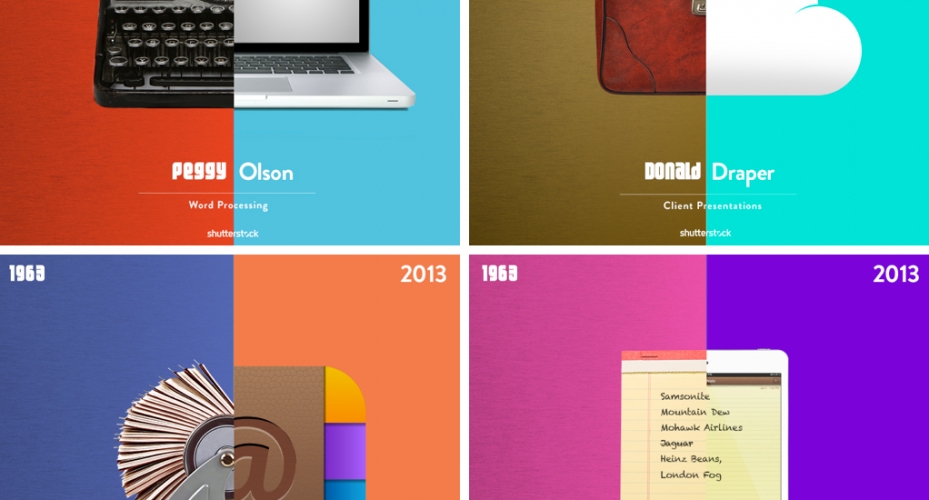 Peggy Olson
Word Processing
shutterstock
Donald Draper
Client Presentations
shutterstock
1963 2013
@
1963 2013
Samsonite
Mountain Dew
Mohawk Airlines
Jaguar
Heinz Beans,
London Fog